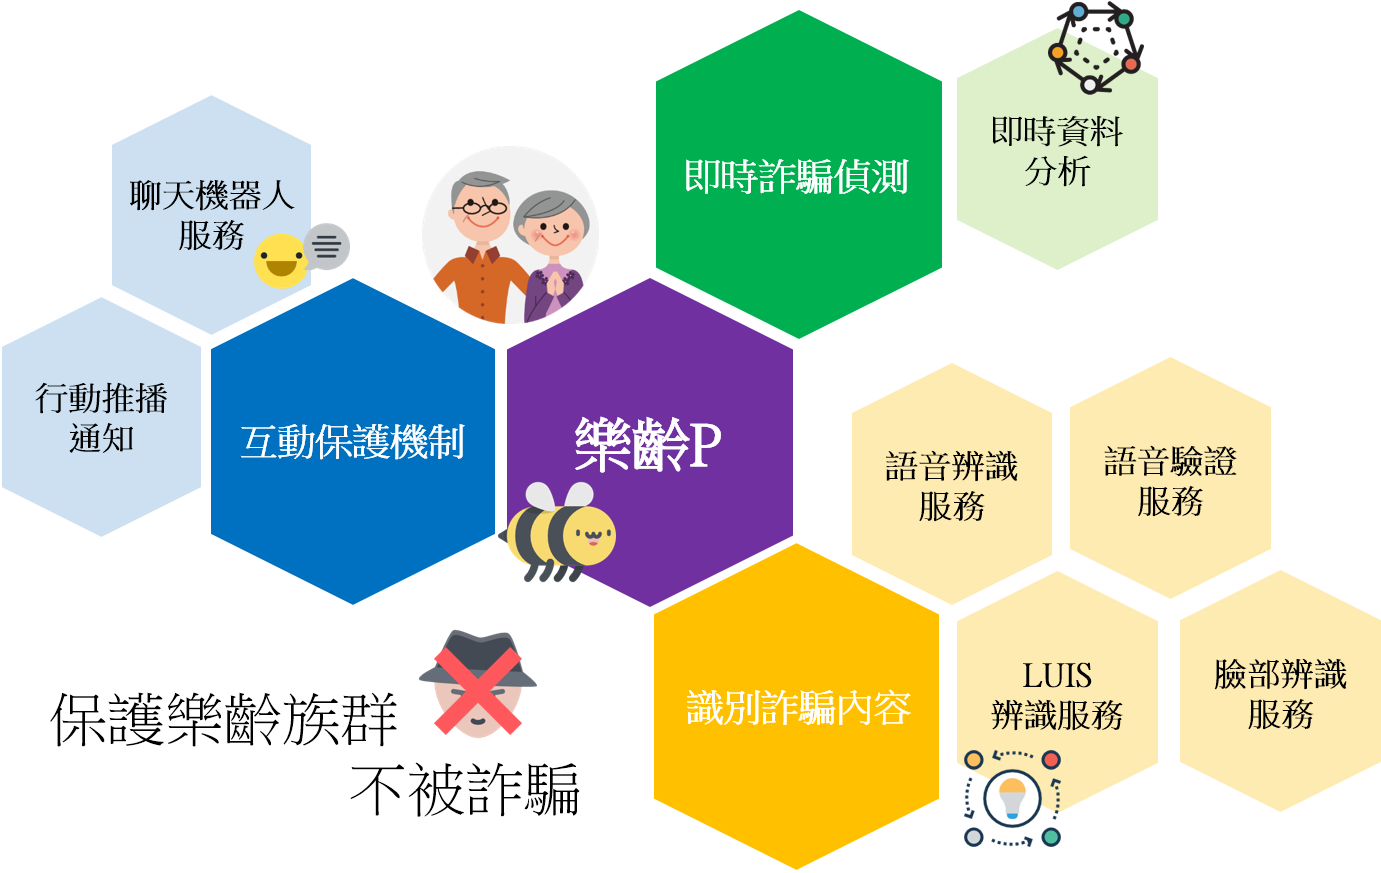 即時詐騙偵測
即時資料
分析
聊天機器人
服務
行動推播
通知
互動保護機制
樂齡P
語音辨識
服務
語音驗證
服務
識別詐騙內容
LUIS
辨識服務
臉部辨識
服務
保護樂齡族群
不被詐騙